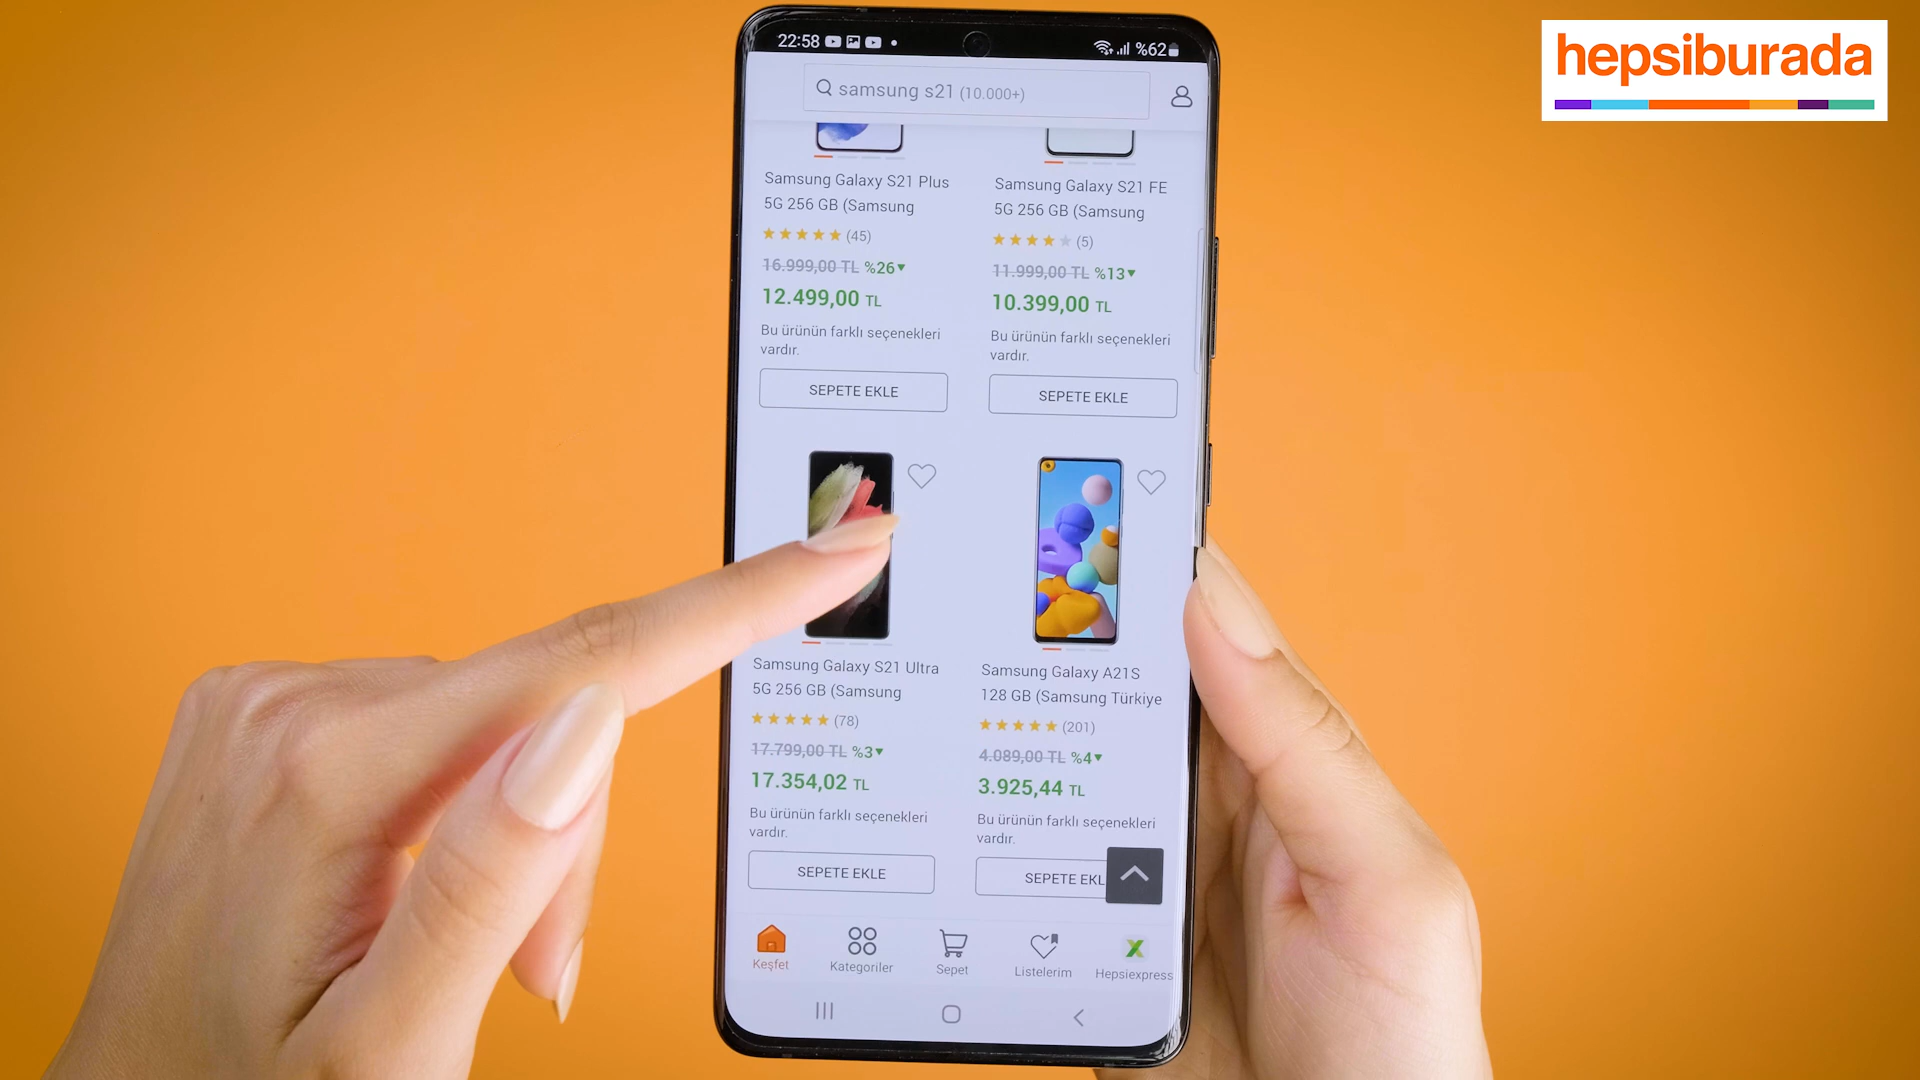 hepsiburada
22:58
%62
samsung s21 (10.000+)
Samsung Galaxy S21 Plus
5G 256 GB (Samsung
(45)
16.999,00 TL %26
12.499,00 TL
Bu ürünün farklı seçenekleri
vardır.
SEPETE EKLE
Samsung Galaxy S21 FE
5G 256 GB (Samsung
(5)
11.999,00 TL %13
10.399,00 TL
Bu ürünün farklı seçenekleri
vardır.
SEPETE EKLE
Samsung Galaxy S21 Ultra
5G 256 GB (Samsung
(78)
17.799,00 TL %3
17.354,02 TL
Bu ürünün farklı seçenekleri
vardır.
SEPETE EKLE
Samsung Galaxy A21S
128 GB (Samsung Türkiye
(201)
4.089,00 TL %4
3.925,44 TL
Bu ürünün farklı seçenekleri
vardır.
SEPETE EKL
Keşfet
Kategoriler
Sepet
Listelerim
Hepsiexpress